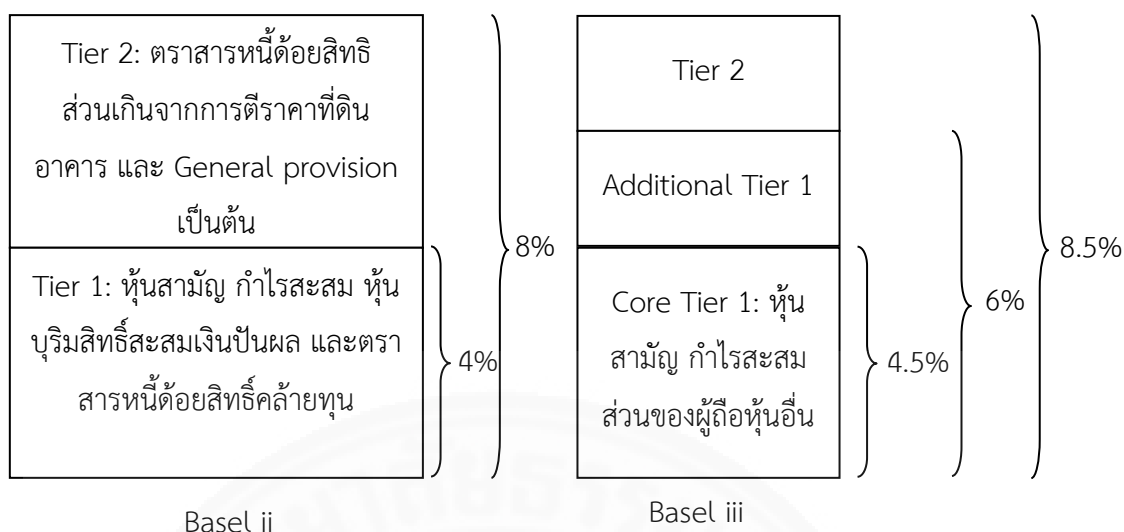 Tier 2: ตราสารหนี้ด้อยสิทธิ
ส่วนเกินจากการตีราคาที่ดิน
อาคาร และ General provision
เป็นต้น
8%
Tier 1: หุ้นสามัญ กำไรสะสม หุ้น
บุริมสิทธิ์สะสมเงินปันผล และตรา
สารหนี้ด้อยสิทธิ์คล้ายทุน
4%
Basel ii
Tier 2
Additional Tier 1
Core Tier 1: หุ้น
สามัญ กำไรสะสม
ส่วนของผู้ถือหุ้นอื่น
4.5%
6%
8.5%
Basel iii